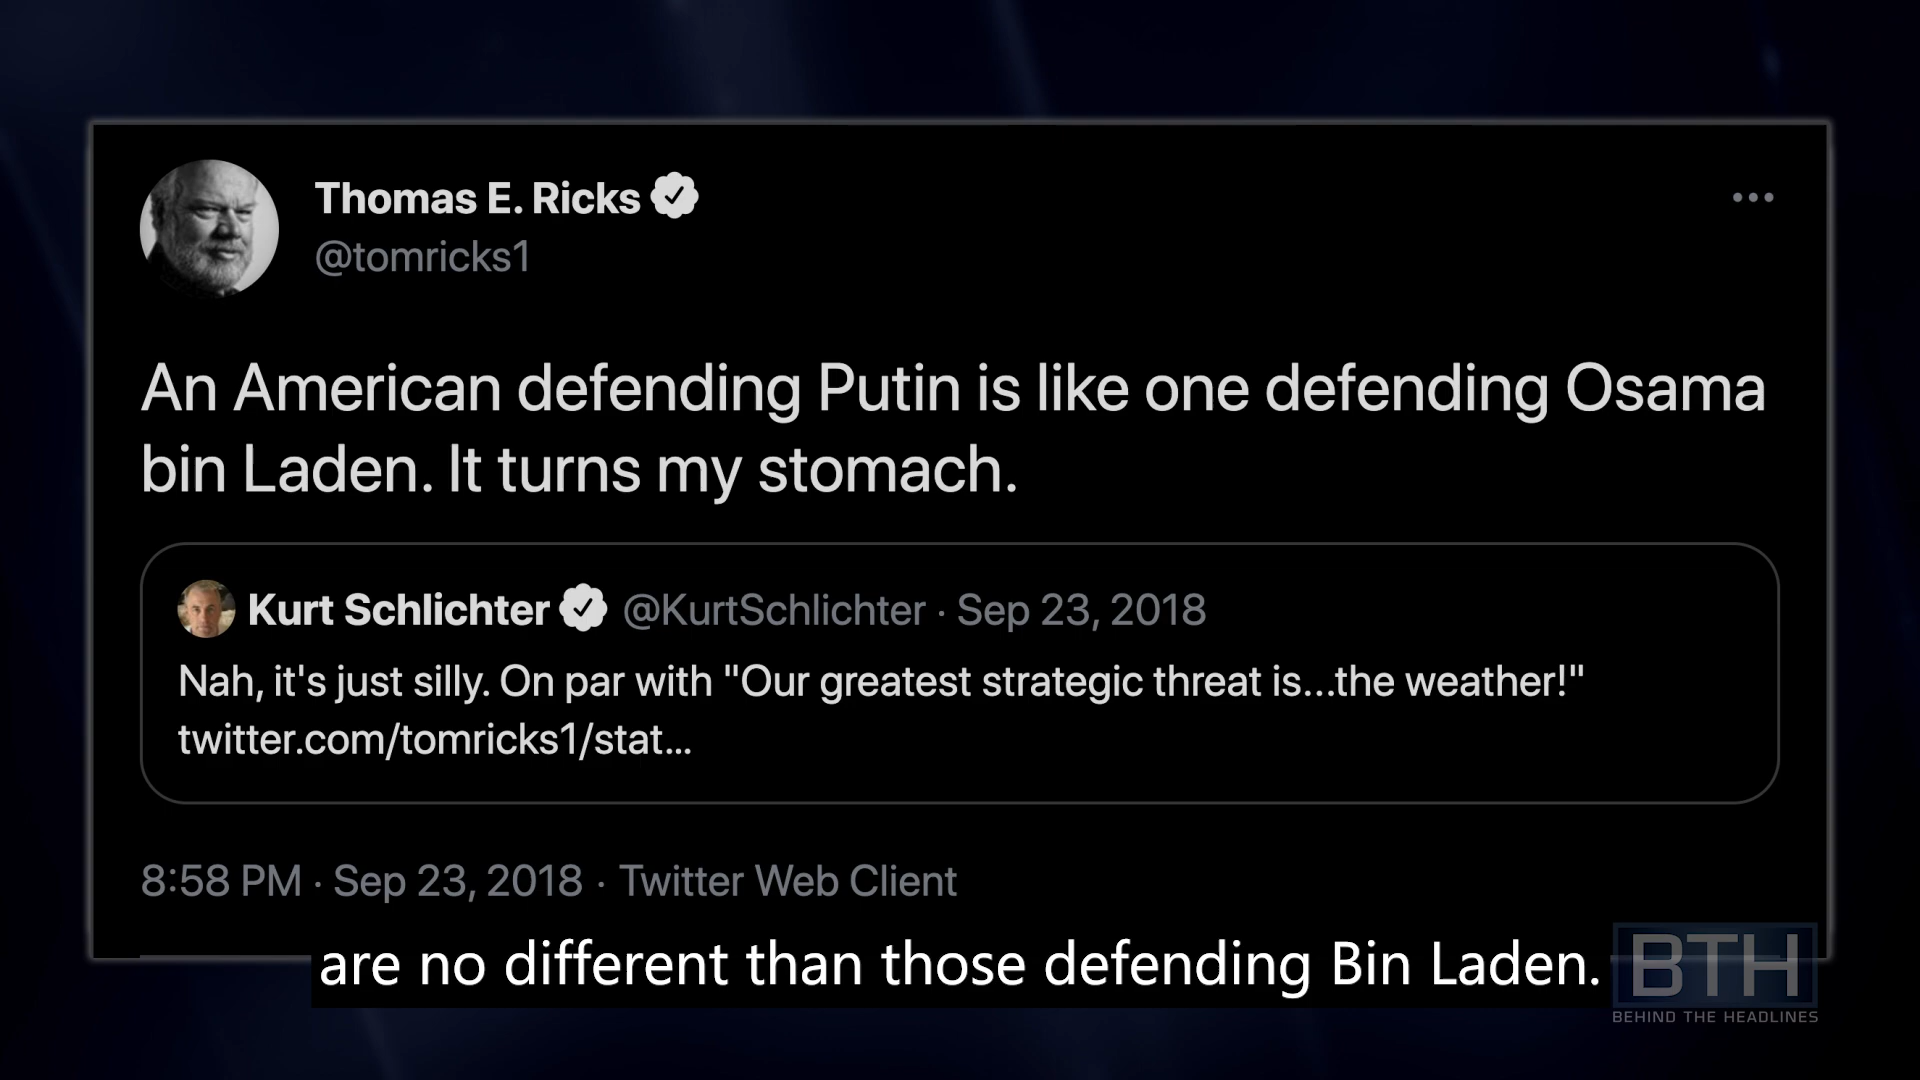 Thomas E. Ricks
@tomricks1
An American defending Putin is like one defending Osama
bin Laden. It turns my stomach.
Kurt Schlichter @KurtSchlichter · Sep 23, 2018
Nah, it's just silly. On par with "Our greatest strategic threat is...the weather!"
twitter.com/tomricks1/stat...
8:58 PM · Sep 23, 2018 · Twitter Web Client
are no different than those defending Bin Laden.
BTH
BEHIND THE HEADLINES